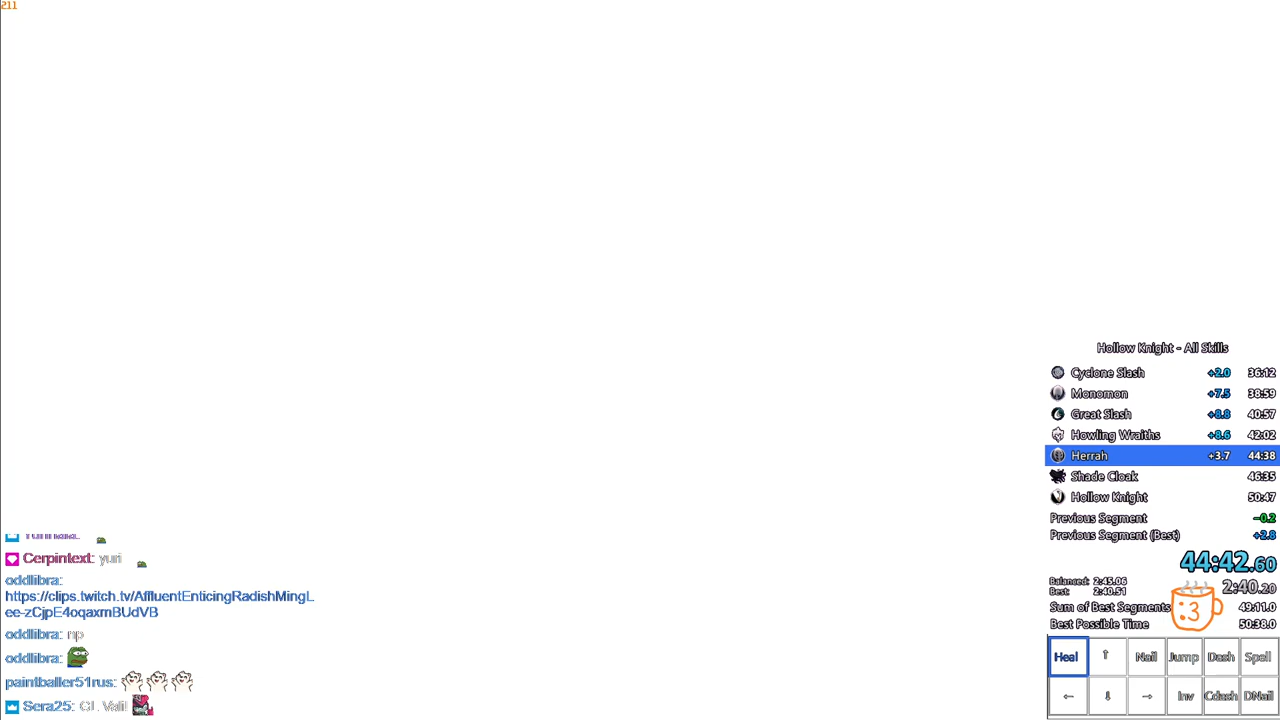 211
Hollow Knight - All Skills
Cyclone Slash +2.0 36:12
Monomon +7.5 38:59
Great Slash +8.8 40:57
Howling Wraiths +8.6 42:02
Herrah +3.7 44:38
Shade Cloak 46:35
Hollow Knight 50:47
Previous Segment -0.2
Previous Segment (Best) +2.8
44:42.60
Balanced: 2:45.06
Best: 2:40.51
2:40.20
Sum of Best Segments 49:11.0
Best Possible Time 50:38.0
:3
Heal ↑ Nail Jump Dash Spell
← ↓ → Inv Cdash DNail
Cerpintext: yuri
oddlibra:
https://clips.twitch.tv/AffluentEnticingRadishMingL
ee-zCjpE4oqaxmBUdVB
oddlibra: np
oddlibra:
paintballer51rus:
Sera25: GL Vali